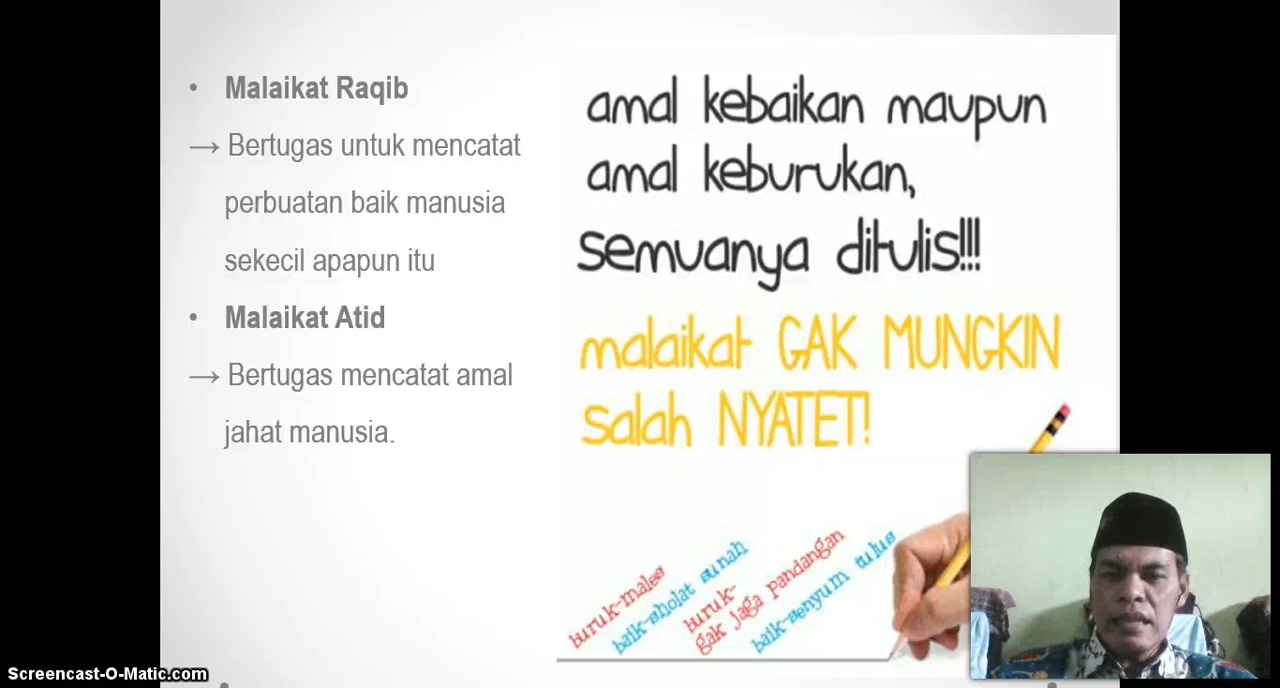 • Malaikat Raqib
→ Bertugas untuk mencatat
perbuatan baik manusia
sekecil apapun itu
• Malaikat Atid
→ Bertugas mencatat amal
jahat manusia.
amal kebaikan maupun
amal keburukan,
semuanya ditulis!!!
malaikat GAK MUNGKIN
salah NYATET!
buruk-males
baik-sholat sunah
buruk-
gak jaga pandangan
baik-senyum tulus
Screencast-O-Matic.com